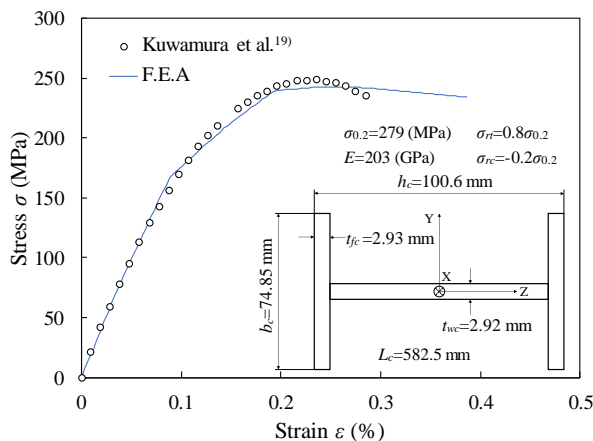 300
250
200
150
100
50
0
Stress σ (MPa)
Kuwamura et al.¹⁹⁾
F.E.A
σ0.2=279 (MPa) σrt=0.8σ0.2
E=203 (GPa) σrc=-0.2σ0.2
hc=100.6 mm
Y
tfc=2.93 mm
X
Z
bc=74.85 mm
twc=2.92 mm
Lc=582.5 mm
0 0.1 0.2 0.3 0.4 0.5
Strain ε (%)